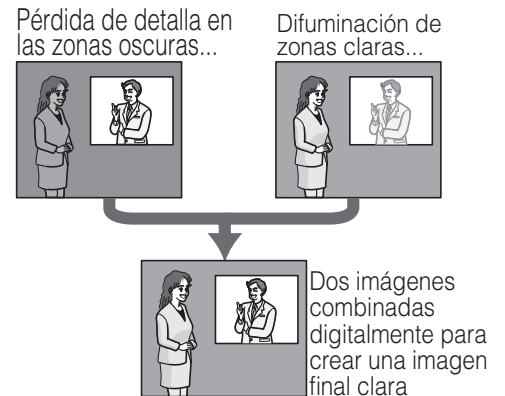 Pérdida de detalla en
las zonas oscuras...
Difuminación de
zonas claras...
Dos imágenes
combinadas
digitalmente para
crear una imagen
final clara